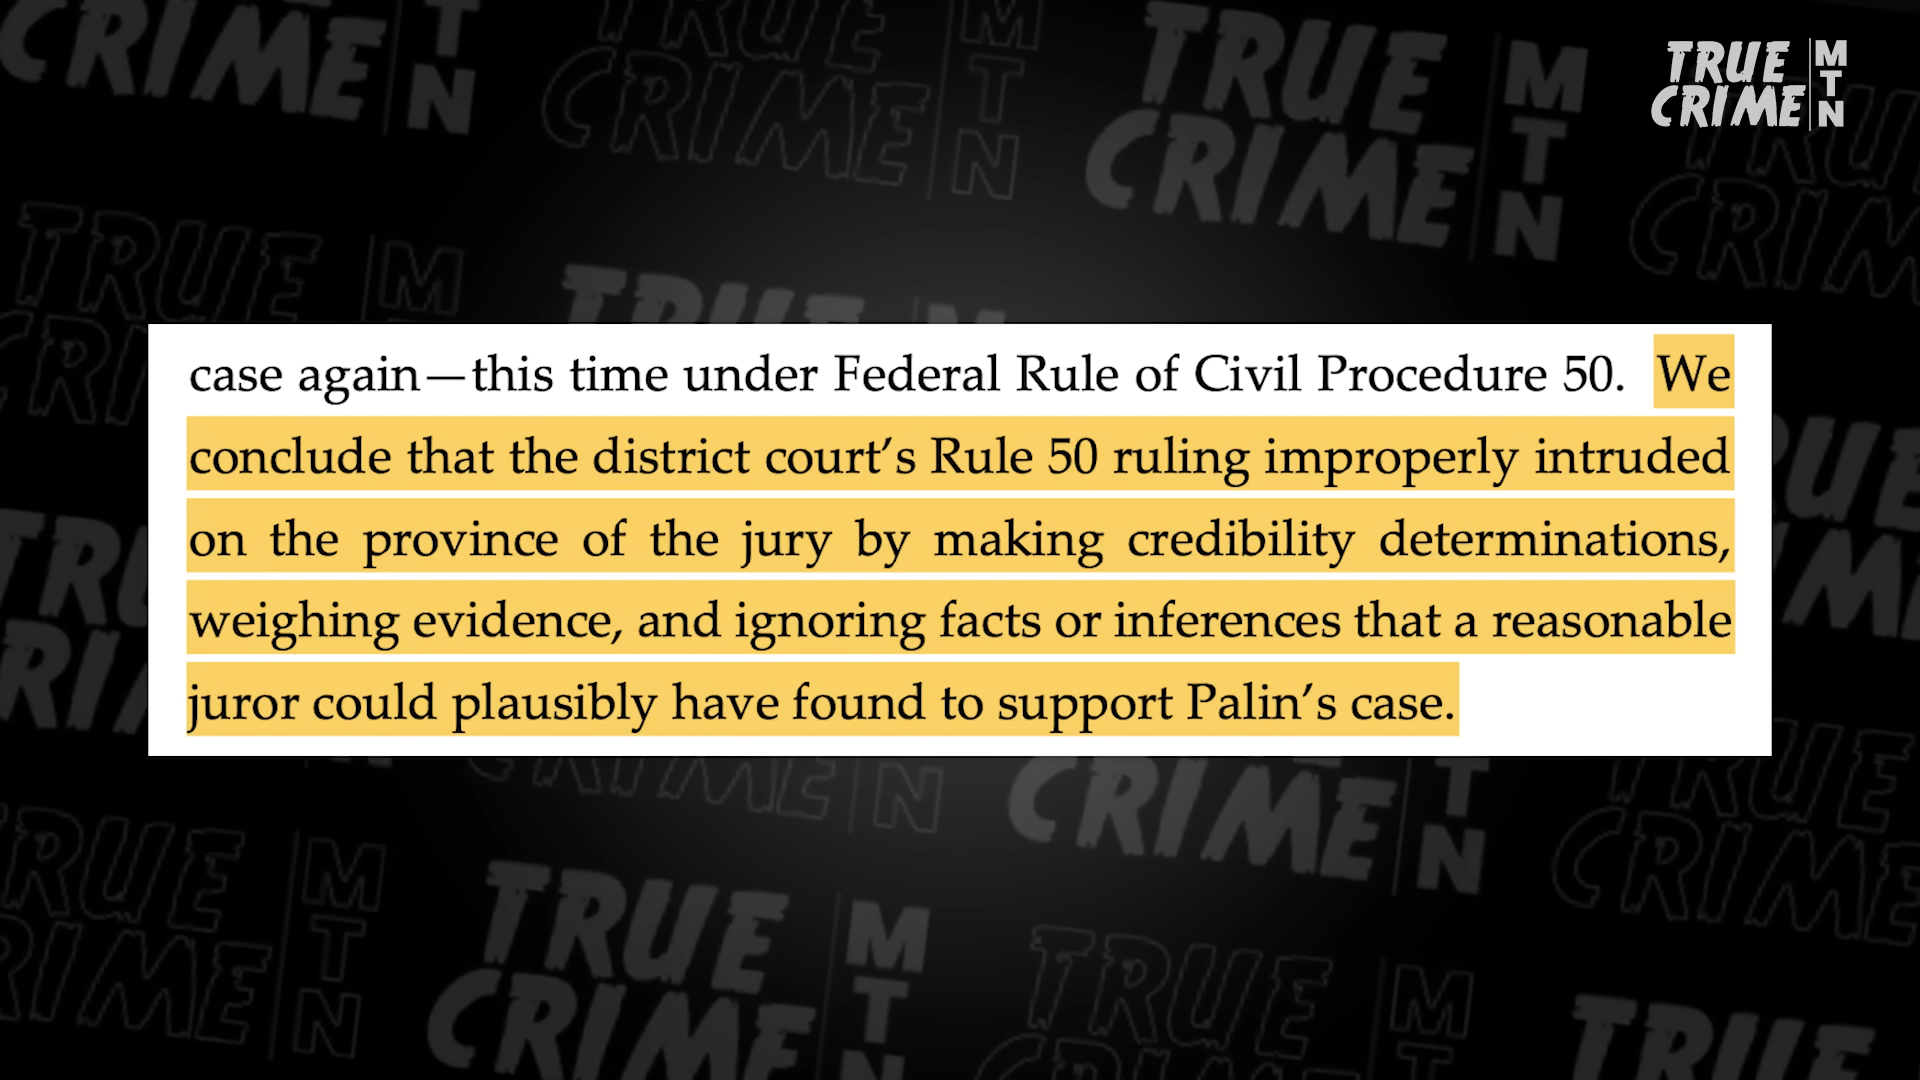 TRUE
CRIME
MTN
case again—this time under Federal Rule of Civil Procedure 50. We
conclude that the district court’s Rule 50 ruling improperly intruded
on the province of the jury by making credibility determinations,
weighing evidence, and ignoring facts or inferences that a reasonable
juror could plausibly have found to support Palin’s case.